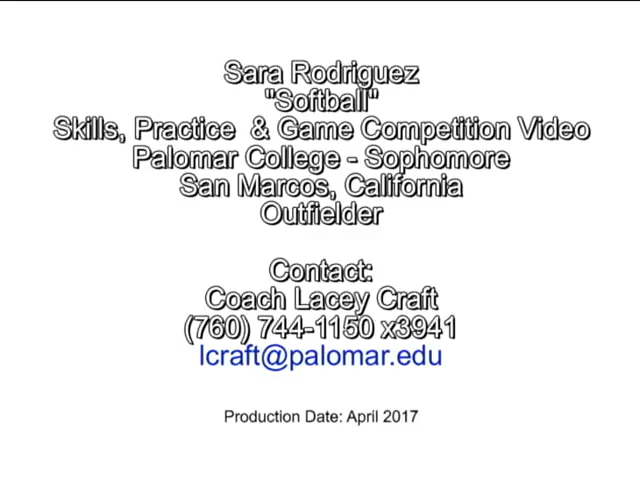 Sara Rodriguez
"Softball"
Skills, Practice & Game Competition Video
Palomar College - Sophomore
San Marcos, California
Outfielder
Contact:
Coach Lacey Craft
(760) 744-1150 x3941
lcraft@palomar.edu
Production Date: April 2017